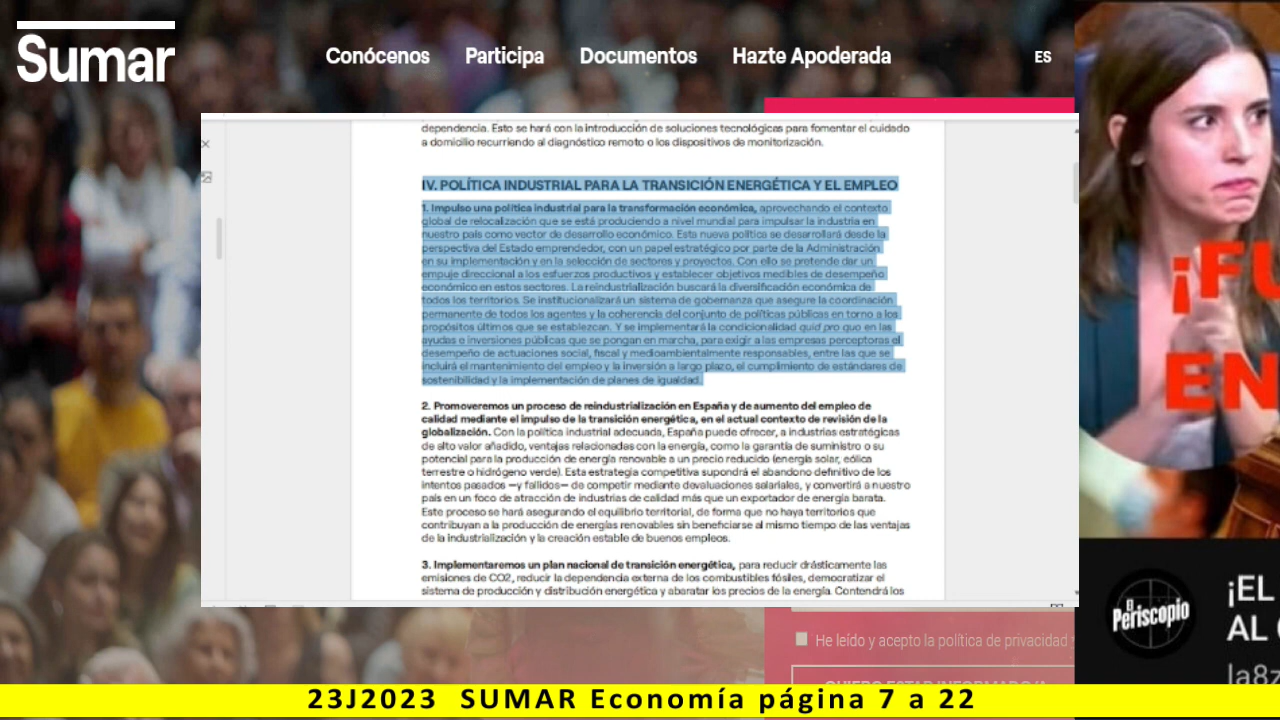 Sumar
Conócenos Participa Documentos Hazte Apoderada ES
dependencia. Esto se hará con la introducción de soluciones tecnológicas para fomentar el cuidado
a domicilio recurriendo al diagnóstico remoto o los dispositivos de monitorización.
IV. POLÍTICA INDUSTRIAL PARA LA TRANSICIÓN ENERGÉTICA Y EL EMPLEO
1. Impulso una política industrial para la transformación económica, aprovechando el contexto
global de relocalización que se está produciendo a nivel mundial para impulsar la industria en
nuestro país como vector de desarrollo económico. Esta nueva política se desarrollará desde la
perspectiva del Estado emprendedor, con un papel estratégico por parte de la Administración
en su implementación y en la selección de sectores y proyectos. Con ello se pretende dar un
empuje direccional a los esfuerzos productivos y establecer objetivos medibles de desempeño
económico en estos sectores. La reindustrialización buscará la diversificación económica de
todos los territorios. Se institucionalizará un sistema de gobernanza que asegure la coordinación
permanente de todos los agentes y la coherencia del conjunto de políticas públicas en torno a los
propósitos últimos que se establezcan. Y se implementará la condicionalidad quid pro quo en las
ayudas e inversiones públicas que se pongan en marcha, para exigir a las empresas perceptoras el
desempeño de actuaciones social, fiscal y medioambientalmente responsables, entre las que se
incluirá el mantenimiento del empleo y la inversión a largo plazo, el cumplimiento de estándares de
sostenibilidad y la implementación de planes de igualdad.
2. Promoveremos un proceso de reindustrialización en España y de aumento del empleo de
calidad mediante el impulso de la transición energética, en el actual contexto de revisión de la
globalización. Con la política industrial adecuada, España puede ofrecer, a industrias estratégicas
de alto valor añadido, ventajas relacionadas con la energía, como la garantía de suministro o su
potencial para la producción de energía renovable a un precio reducido (energía solar, eólica
terrestre o hidrógeno verde). Esta estrategia competitiva supondrá el abandono definitivo de los
intentos pasados —y fallidos— de competir mediante devaluaciones salariales, y convertirá a nuestro
país en un foco de atracción de industrias de calidad más que un exportador de energía barata.
Este proceso se hará asegurando el equilibrio territorial, de forma que no haya territorios que
contribuyan a la producción de energías renovables sin beneficiarse al mismo tiempo de las ventajas
de la industrialización y la creación estable de buenos empleos.
3. Implementaremos un plan nacional de transición energética, para reducir drásticamente las
emisiones de CO2, reducir la dependencia externa de los combustibles fósiles, democratizar el
sistema de producción y distribución energética y abaratar los precios de la energía. Contendrá los
¡FU
EN
El Periscopio
¡EL
AL
la8z
He leído y acepto la política de privacidad *
23J2023 SUMAR Economía página 7 a 22